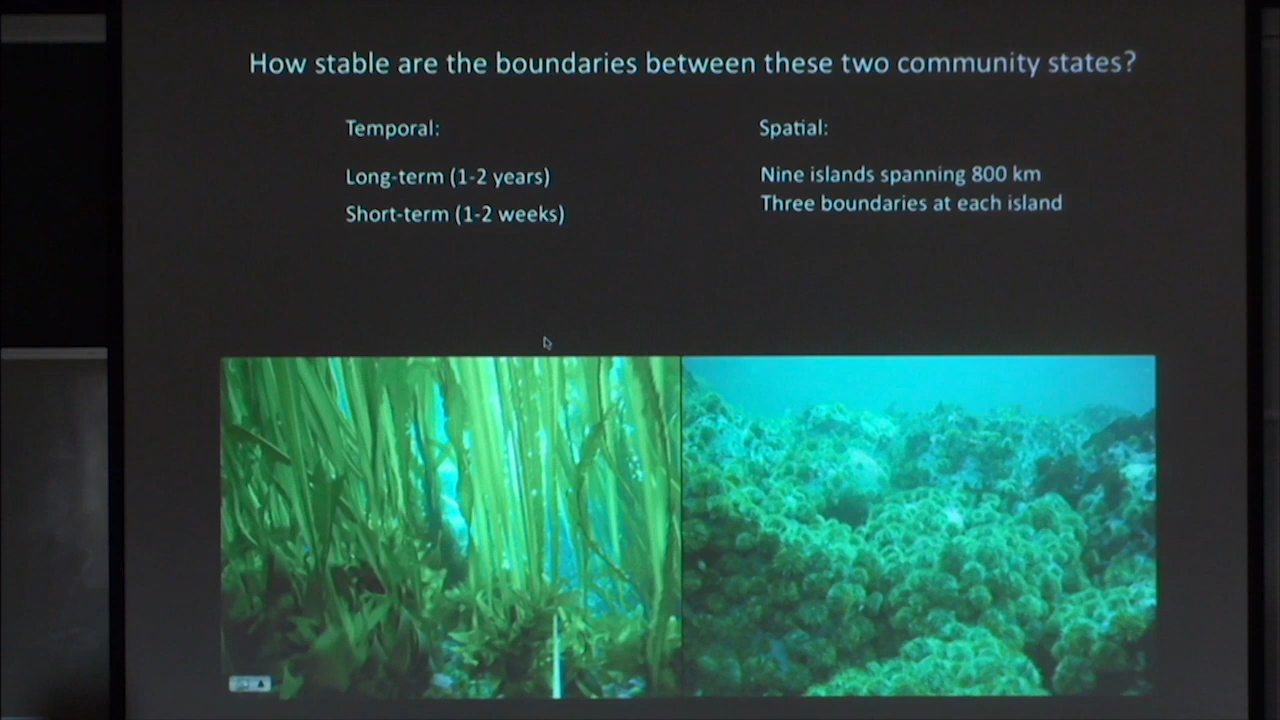 How stable are the boundaries between these two community states?
Temporal:
Long-term (1-2 years)
Short-term (1-2 weeks)
Spatial:
Nine islands spanning 800 km
Three boundaries at each island